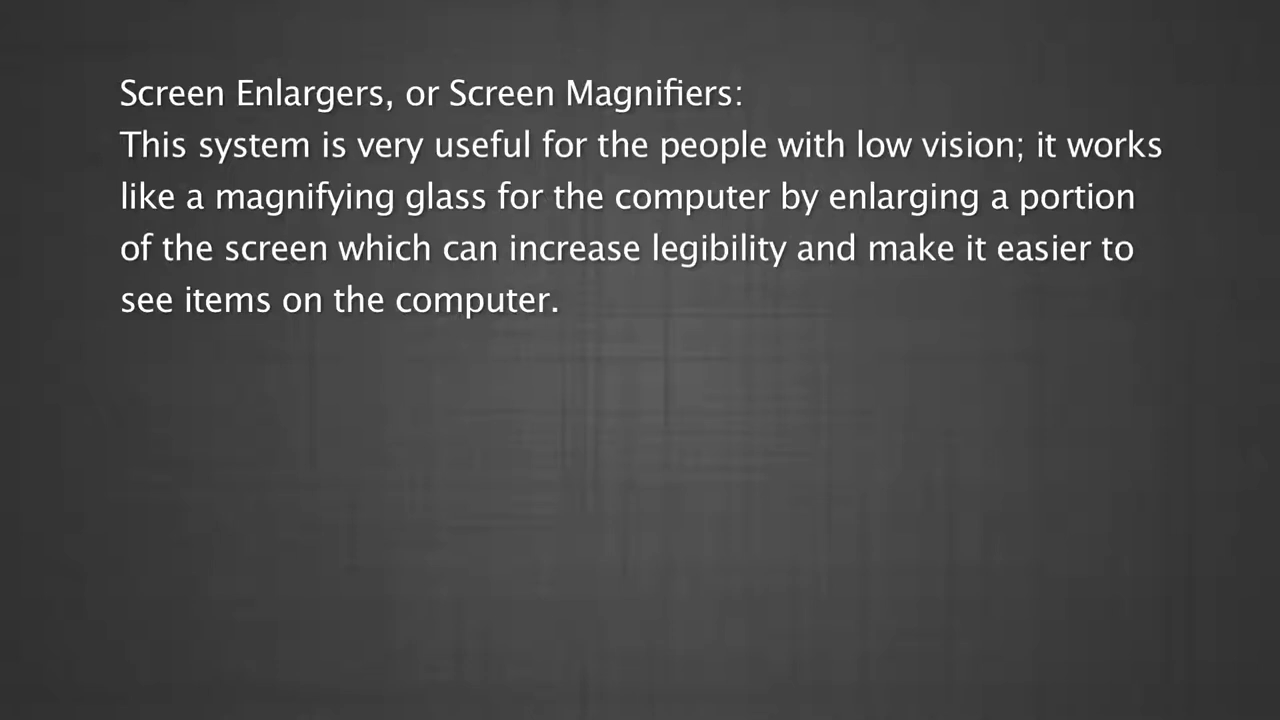 Screen Enlargers, or Screen Magnifiers:
This system is very useful for the people with low vision; it works
like a magnifying glass for the computer by enlarging a portion
of the screen which can increase legibility and make it easier to
see items on the computer.